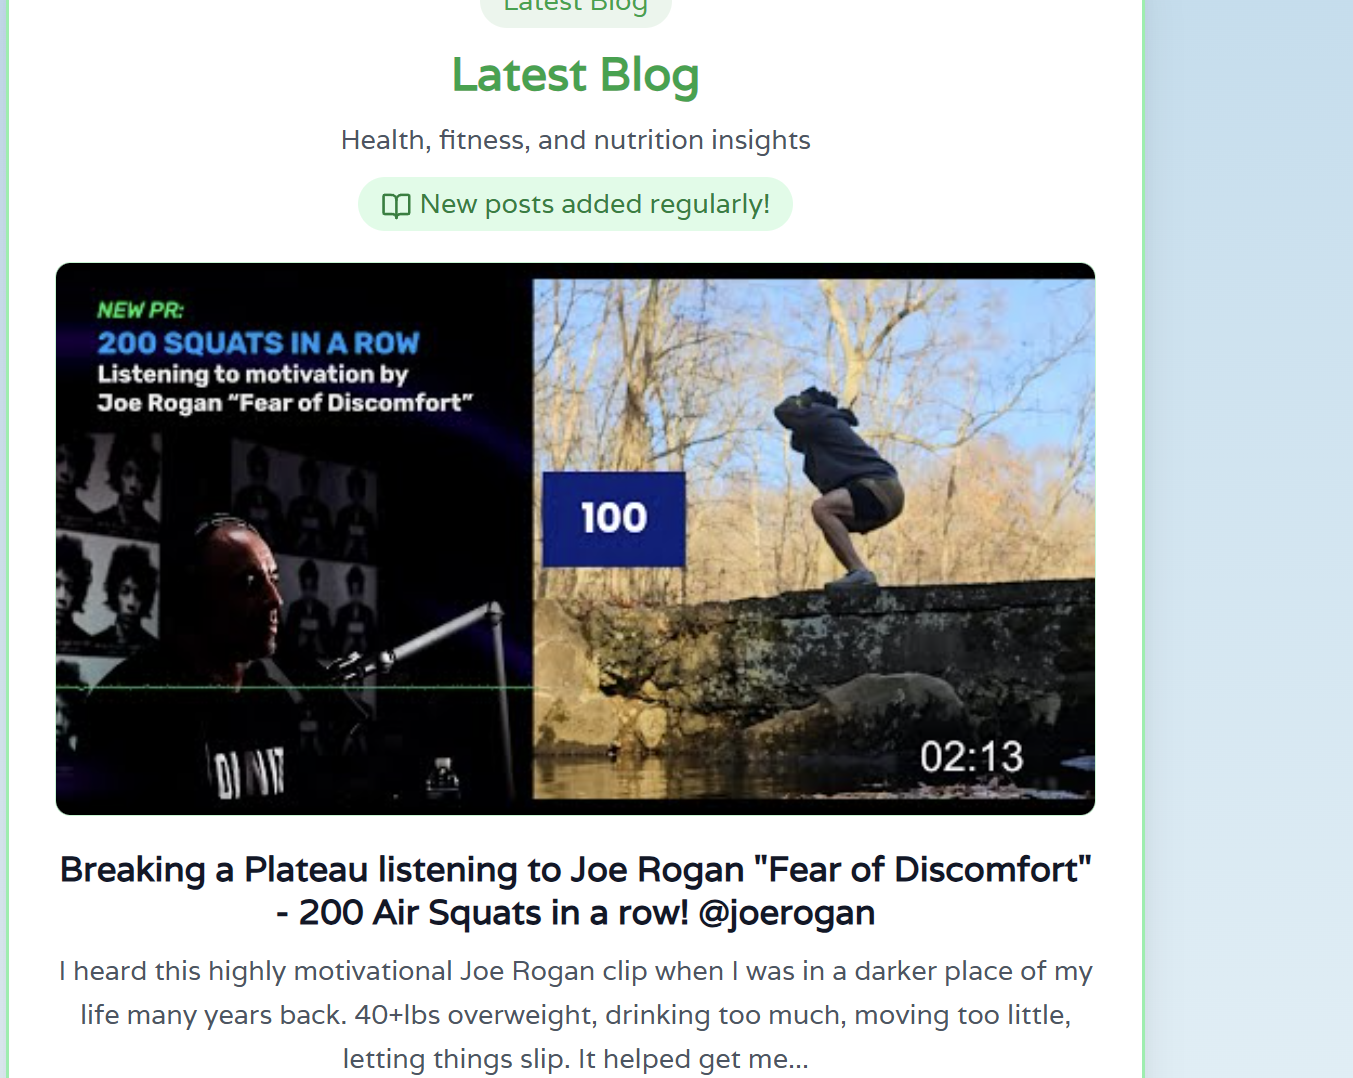 Latest Blog
Latest Blog
Health, fitness, and nutrition insights
New posts added regularly!
NEW PR:
200 SQUATS IN A ROW
Listening to motivation by
Joe Rogan “Fear of Discomfort”
100
02:13
Breaking a Plateau listening to Joe Rogan "Fear of Discomfort"
- 200 Air Squats in a row! @joerogan
I heard this highly motivational Joe Rogan clip when I was in a darker place of my
life many years back. 40+lbs overweight, drinking too much, moving too little,
letting things slip. It helped get me...